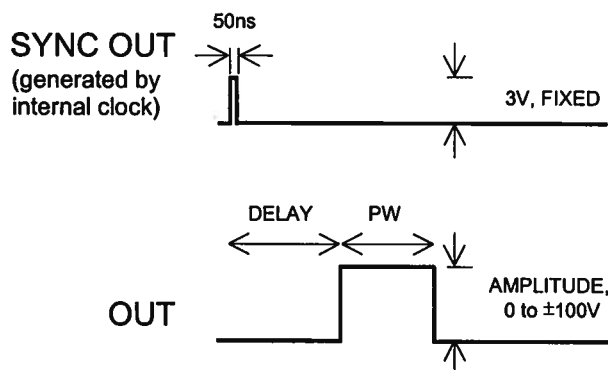 50ns
SYNC OUT
(generated by
internal clock)
3V, FIXED
DELAY
PW
OUT
AMPLITUDE,
0 to ±100V